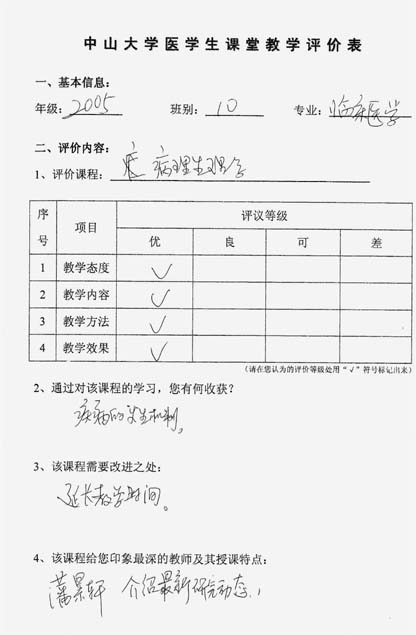 中山大学医学生课堂教学评价表
一、基本信息：
年级：2005 班别：10 专业：临床医学
二、评价内容：
1、评价课程：病理生理学
序号 项目 评议等级
优 良 可 差
1 教学态度 √
2 教学内容 √
3 教学方法 √
4 教学效果 √
（请在您认为的评价等级处用“√”符号标记出来）
2、通过对该课程的学习，您有何收获？
疾病的发生机制。
3、该课程需要改进之处：
延长教学时间。
4、该课程给您印象最深的教师及其授课特点：
景轩 介绍最新研究动态